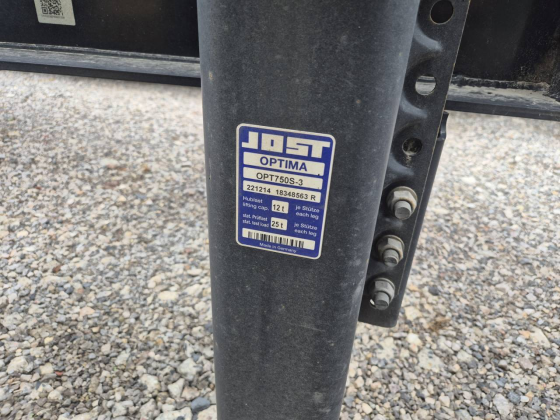 JOST
OPTIMA
OPT750S-3
221214 18348563 R
Hublast je Stütze
lifting cap. 12 t each leg
stat. Prüflast je Stütze
stat. test load 25 t each leg
Made in Germany